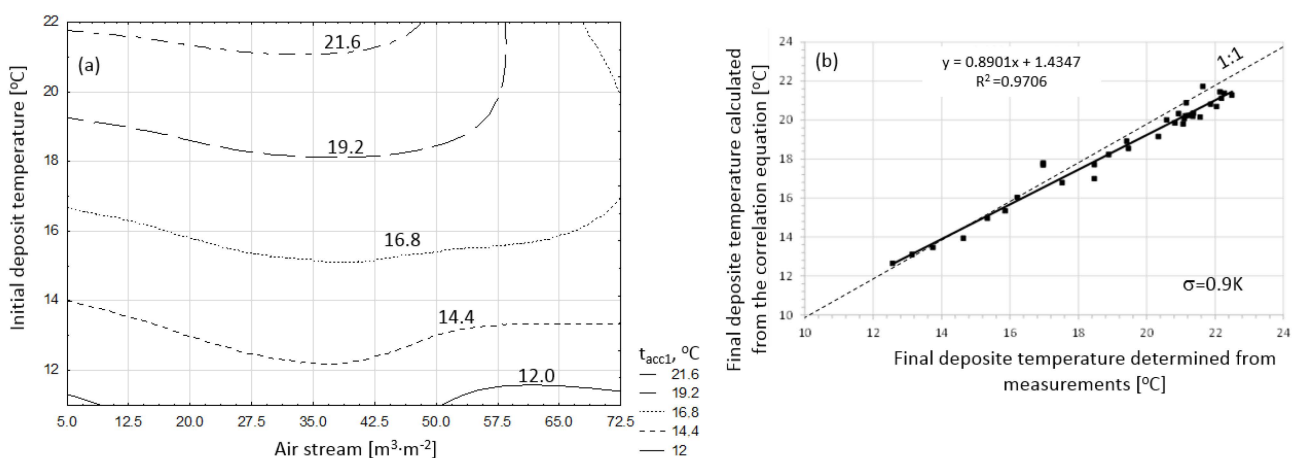 (a)
Initial deposit temperature [°C]
22
20
18
16
14
12
21.6
19.2
16.8
14.4
12.0
5.0 12.5 20.0 27.5 35.0 42.5 50.0 57.5 65.0 72.5
Air stream [m³·m⁻²]
t_acc1, °C
21.6
19.2
16.8
14.4
12
(b)
Final deposite temperature calculated
from the correlation equation [°C]
24
22
20
18
16
14
12
10
y = 0.8901x + 1.4347
R² =0.9706
1:1
σ=0.9K
10 12 14 16 18 20 22 24
Final deposite temperature determined from
measurements [°C]